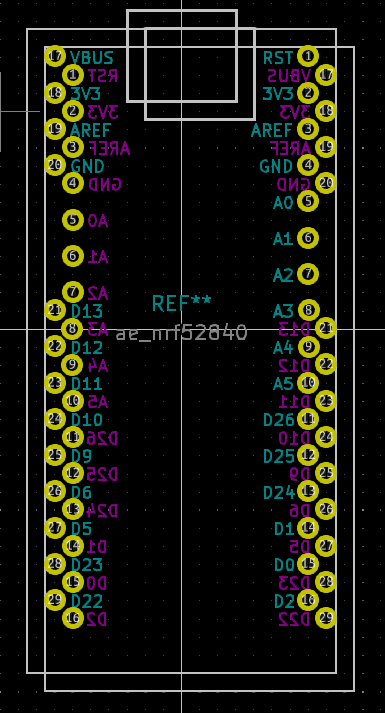 17 VBUS RST 1
1 RST VBUS 17
18 3V3 3V3 2
2 3V3 3V3 18
19 AREF AREF 3
3 AREF AREF 19
20 GND GND 4
4 GND GND 20
A0 5
5 A0
A1 6
6 A1
A2 7
7 A2
REF**
21 D13 A3 8
8 A3 D13 21
ae_nrf52840
22 D12 A4 9
9 A4 D12 22
23 D11 A5 10
10 A5 D11 23
24 D10 D26 11
11 D26 D10 24
25 D9 D25 12
12 D25 D9 25
26 D6 D24 13
13 D24 D6 26
27 D5 D1 14
14 D1 D5 27
28 D23 D0 15
15 D0 D23 28
29 D22 D2 16
16 D2 D22 29